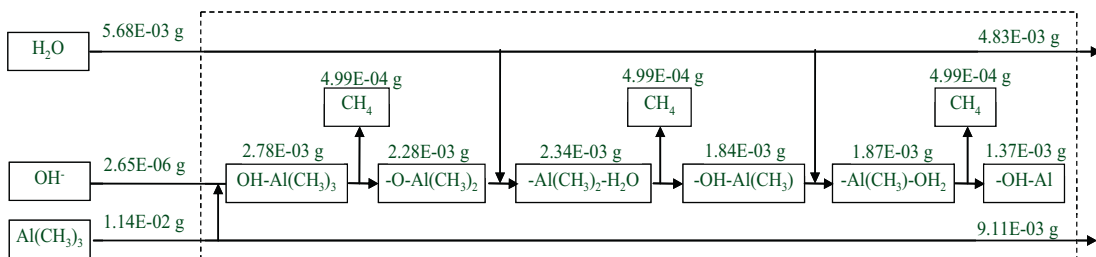 5.68E-03 g
4.83E-03 g
H₂O
4.99E-04 g
4.99E-04 g
4.99E-04 g
CH₄
CH₄
CH₄
2.65E-06 g
2.78E-03 g
2.28E-03 g
2.34E-03 g
1.84E-03 g
1.87E-03 g
1.37E-03 g
OH⁻
OH-Al(CH₃)₃
-O-Al(CH₃)₂
-Al(CH₃)₂-H₂O
-OH-Al(CH₃)
-Al(CH₃)-OH₂
-OH-Al
1.14E-02 g
9.11E-03 g
Al(CH₃)₃